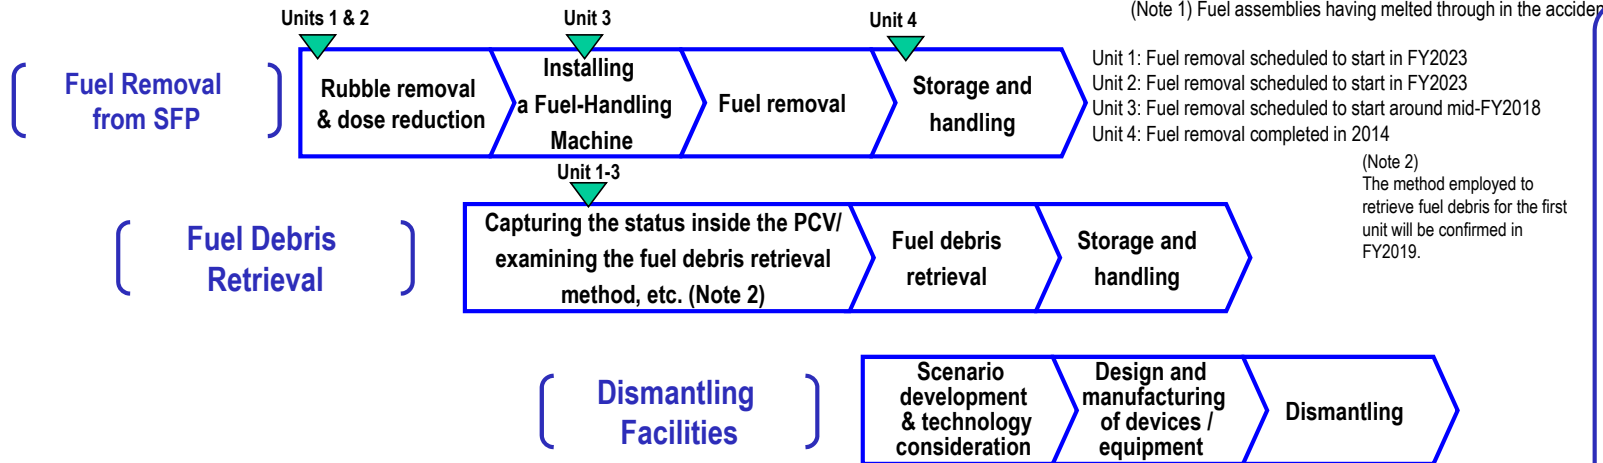 (Note 1) Fuel assemblies having melted through in the
Units 1 & 2
Unit 3
Unit 4
Fuel Removal
from SFP
Rubble removal
& dose reduction
Installing
a Fuel-Handling
Machine
Fuel removal
Storage and
handling
Unit 1: Fuel removal scheduled to start in FY2023
Unit 2: Fuel removal scheduled to start in FY2023
Unit 3: Fuel removal scheduled to start around mid-FY2018
Unit 4: Fuel removal completed in 2014
(Note 2)
The method employed to
retrieve fuel debris for the first
unit will be confirmed in
FY2019.
Unit 1-3
Fuel Debris
Retrieval
Capturing the status inside the PCV/
examining the fuel debris retrieval
method, etc. (Note 2)
Fuel debris
retrieval
Storage and
handling
Dismantling
Facilities
Scenario
development
& technology
consideration
Design and
manufacturing
of devices /
equipment
Dismantling